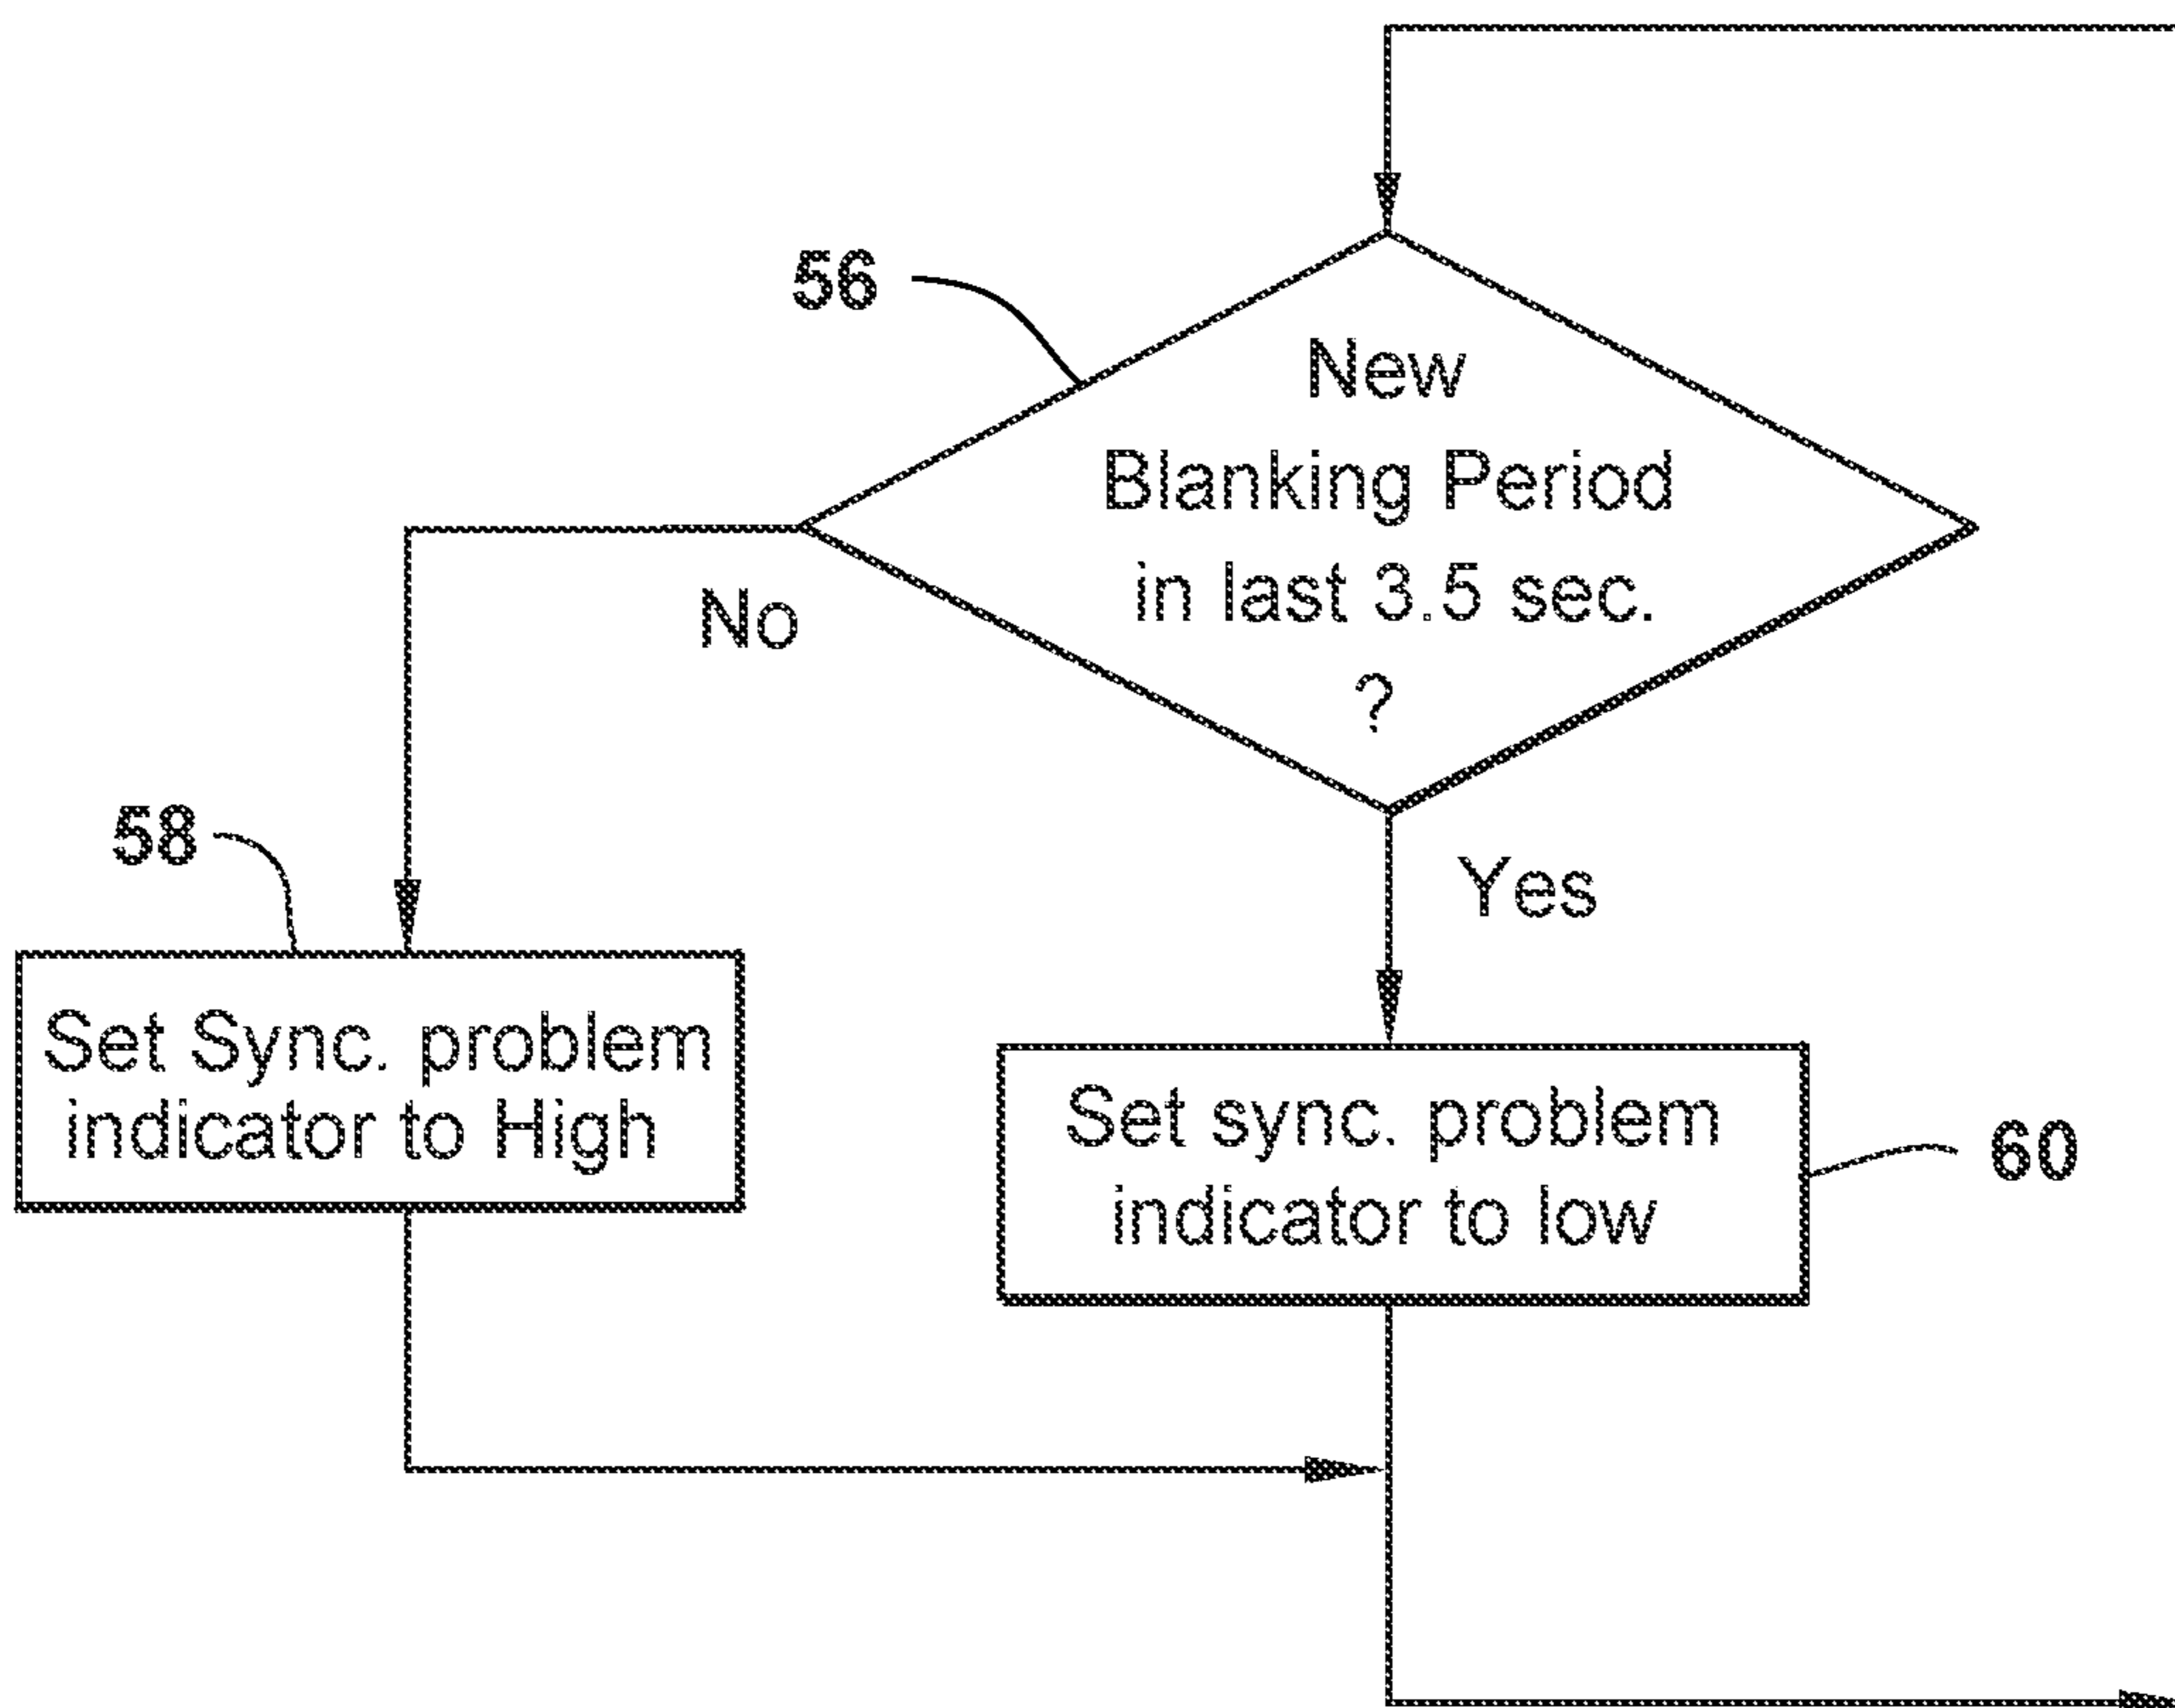 56
New
Blanking Period
in last 3.5 sec.
?
No
Yes
58
Set Sync. problem
indicator to High
Set sync. problem
indicator to low
60